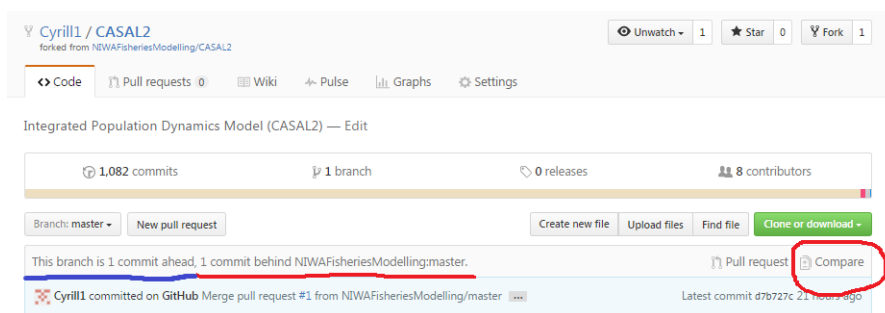 Cyrill1 / CASAL2 Unwatch 1 Star 0 Fork 1
forked from NIWAFisheriesModelling/CASAL2
<> Code Pull requests 0 Wiki Pulse Graphs Settings
Integrated Population Dynamics Model (CASAL2) — Edit
1,082 commits 1 branch 0 releases 8 contributors
Branch: master New pull request Create new file Upload files Find file Clone or download
This branch is 1 commit ahead, 1 commit behind NIWAFisheriesModelling:master. Pull request Compare
Cyrill1 committed on GitHub Merge pull request #1 from NIWAFisheriesModelling/master ... Latest commit d7b727c 21 hours ago